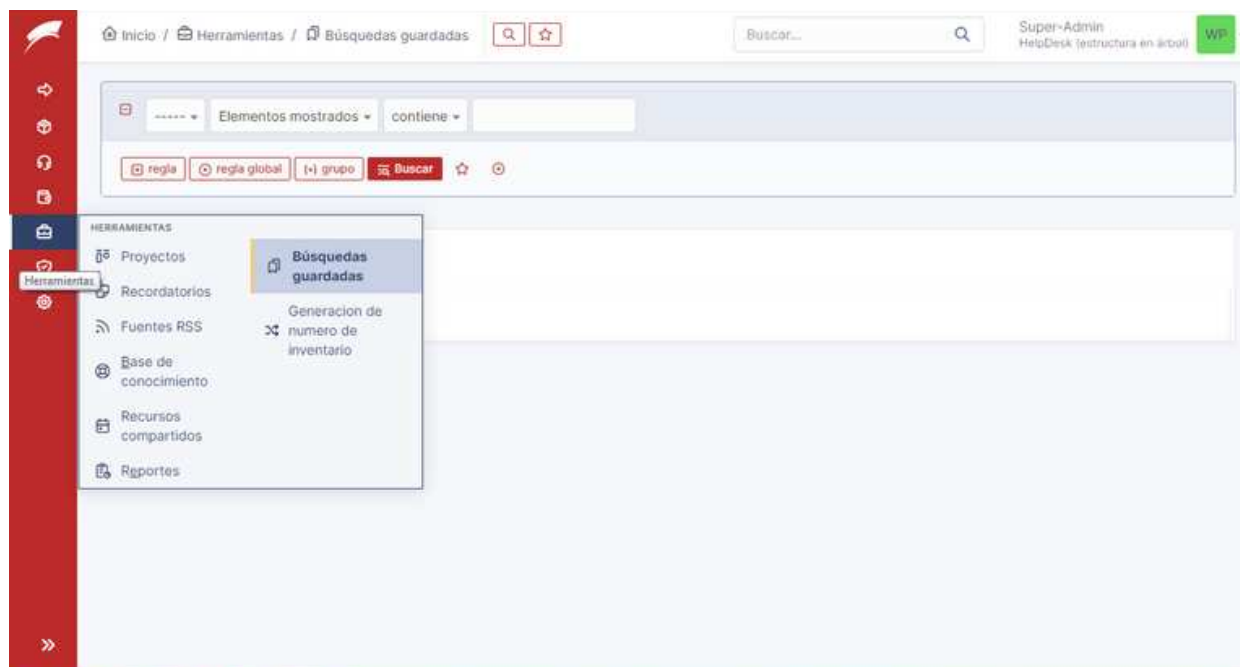 Inicio / Herramientas / Búsquedas guardadas
Buscar...
Super-Admin
HelpDesk (estructura en árbol)
WP
----- Elementos mostrados contiene
regla regla global grupo Buscar
HERRAMIENTAS
Proyectos
Recordatorios
Fuentes RSS
Base de
conocimiento
Recursos
compartidos
Reportes
Búsquedas
guardadas
Generacion de
numero de
inventario
Herramientas